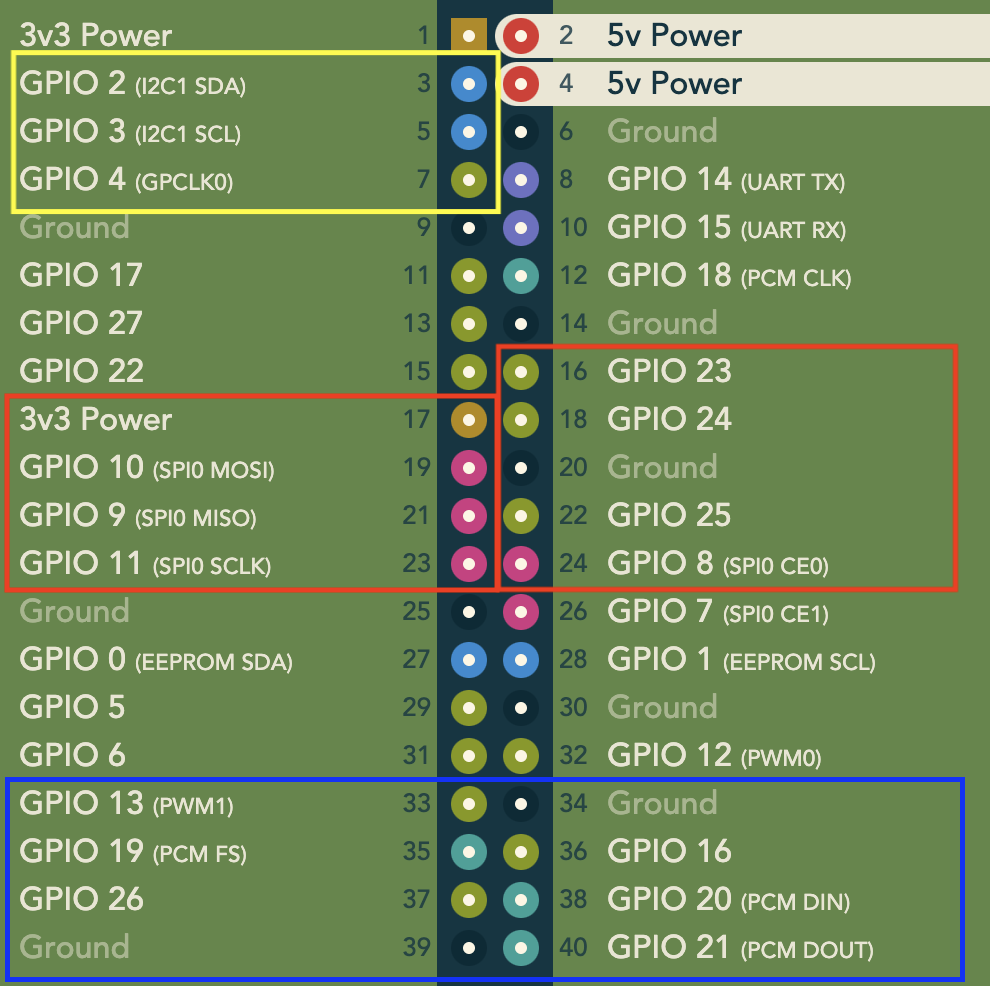 3v3 Power 1 2 5v Power
GPIO 2 (I2C1 SDA) 3 4 5v Power
GPIO 3 (I2C1 SCL) 5 6 Ground
GPIO 4 (GPCLK0) 7 8 GPIO 14 (UART TX)
Ground 9 10 GPIO 15 (UART RX)
GPIO 17 11 12 GPIO 18 (PCM CLK)
GPIO 27 13 14 Ground
GPIO 22 15 16 GPIO 23
3v3 Power 17 18 GPIO 24
GPIO 10 (SPI0 MOSI) 19 20 Ground
GPIO 9 (SPI0 MISO) 21 22 GPIO 25
GPIO 11 (SPI0 SCLK) 23 24 GPIO 8 (SPI0 CE0)
Ground 25 26 GPIO 7 (SPI0 CE1)
GPIO 0 (EEPROM SDA) 27 28 GPIO 1 (EEPROM SCL)
GPIO 5 29 30 Ground
GPIO 6 31 32 GPIO 12 (PWM0)
GPIO 13 (PWM1) 33 34 Ground
GPIO 19 (PCM FS) 35 36 GPIO 16
GPIO 26 37 38 GPIO 20 (PCM DIN)
Ground 39 40 GPIO 21 (PCM DOUT)